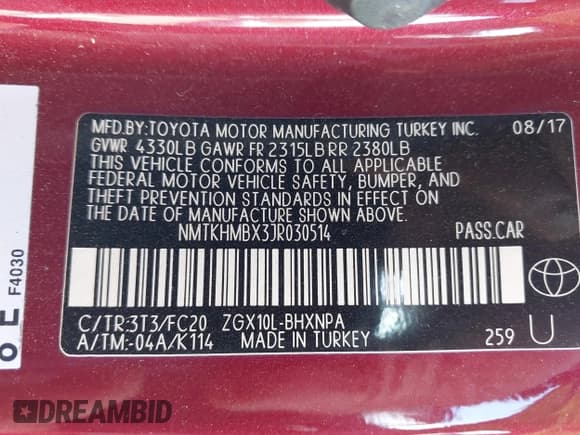 MFD.BY:TOYOTA MOTOR MANUFACTURING TURKEY INC. 08/17
GVWR 4330LB GAWR FR 2315LB RR 2380LB
THIS VEHICLE CONFORMS TO ALL APPLICABLE
FEDERAL MOTOR VEHICLE SAFETY, BUMPER, AND
THEFT PREVENTION STANDARDS IN EFFECT ON
THE DATE OF MANUFACTURE SHOWN ABOVE.
NMTKHMBX3JR030514 PASS.CAR
C/TR:3T3/FC20 ZGX10L-BHXNPA
A/TM:-04A/K114 MADE IN TURKEY 259 U
F4030
DREAMBID